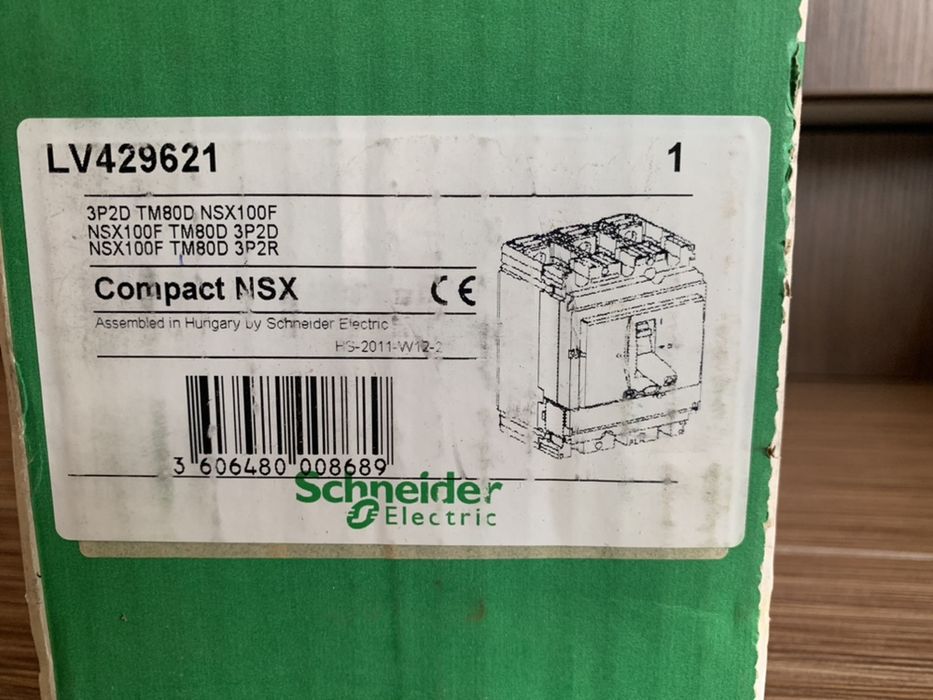 LV429621 1
3P2D TM80D NSX100F
NSX100F TM80D 3P2D
NSX100F TM80D 3P2R
Compact NSX CE
Assembled in Hungary by Schneider Electric
HS-2011-W12-2
3 606480 008689
Schneider
Electric